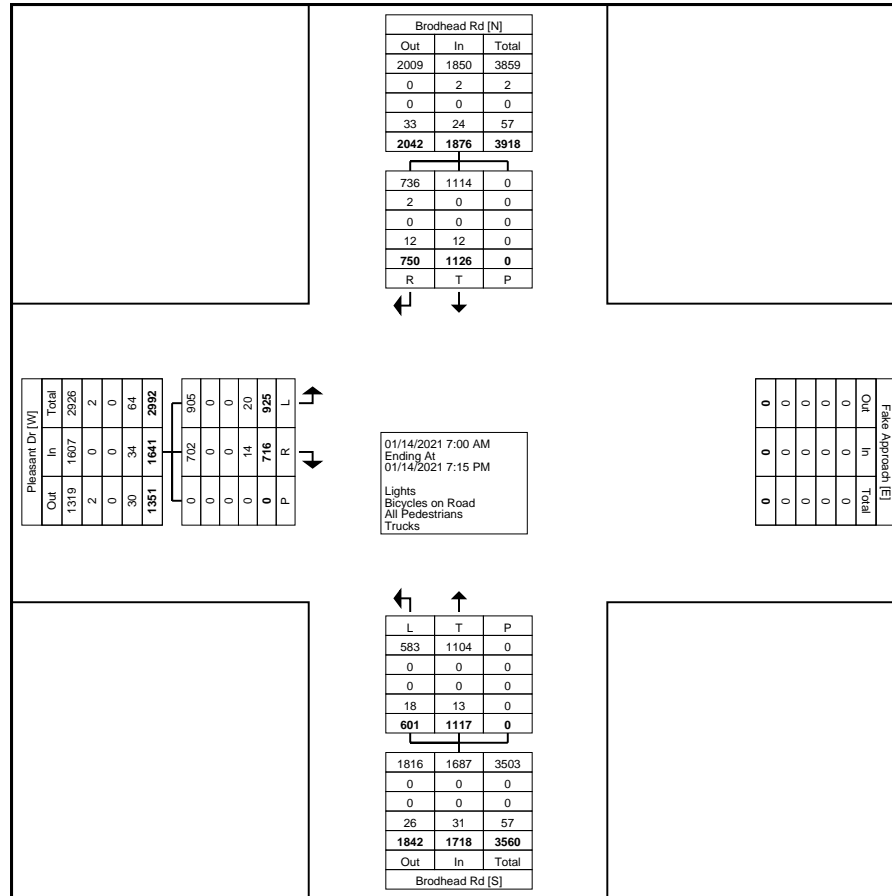 Brodhead Rd [N]
Out In Total
2009 1850 3859
0 2 2
0 0 0
33 24 57
2042 1876 3918
736 1114 0
2 0 0
0 0 0
12 12 0
750 1126 0
R T P
Pleasant Dr [W]
Out In Total
1319 1607 2926
2 0 2
0 0 0
30 34 64
1351 1641 2992
0 702 905
0 0 0
0 0 0
0 14 20
0 716 925
P R L
01/14/2021 7:00 AM
Ending At
01/14/2021 7:15 PM
Lights
Bicycles on Road
All Pedestrians
Trucks
Fake Approach [E]
Out In Total
0 0 0
0 0 0
0 0 0
0 0 0
0 0 0
L T P
583 1104 0
0 0 0
0 0 0
18 13 0
601 1117 0
1816 1687 3503
0 0 0
0 0 0
26 31 57
1842 1718 3560
Out In Total
Brodhead Rd [S]